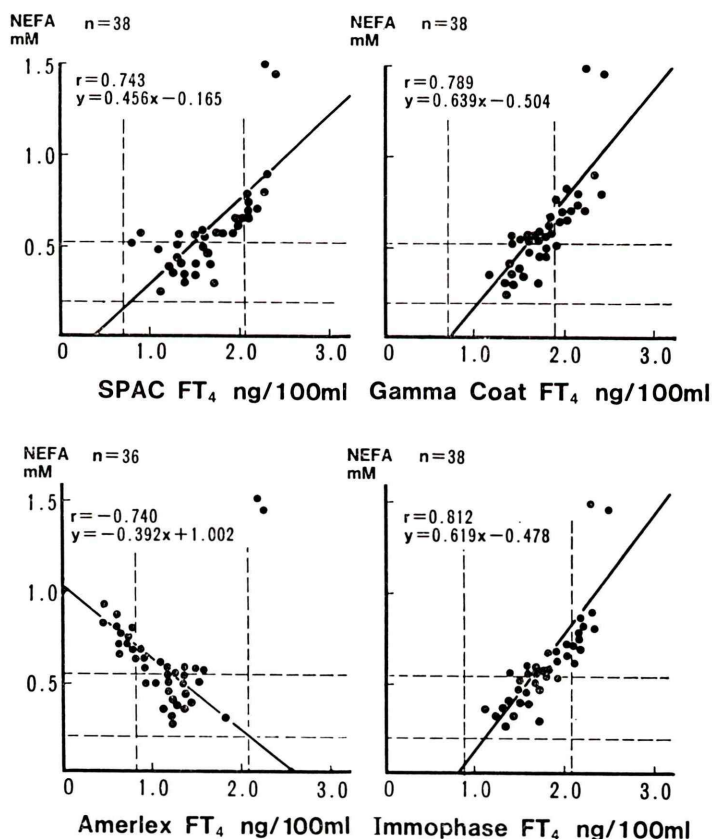 NEFA n=38
mM
1.5
r=0.743
y=0.456x−0.165
1.0
0.5
0 1.0 2.0 3.0
SPAC FT₄ ng/100ml
NEFA n=38
mM
r=0.789
y=0.639x−0.504
0 1.0 2.0 3.0
Gamma Coat FT₄ ng/100ml
NEFA n=36
mM
1.5
r=−0.740
y=−0.392x+1.002
1.0
0.5
0 1.0 2.0 3.0
Amerlex FT₄ ng/100ml
NEFA n=38
mM
r=0.812
y=0.619x−0.478
0 1.0 2.0 3.0
Immophase FT₄ ng/100ml